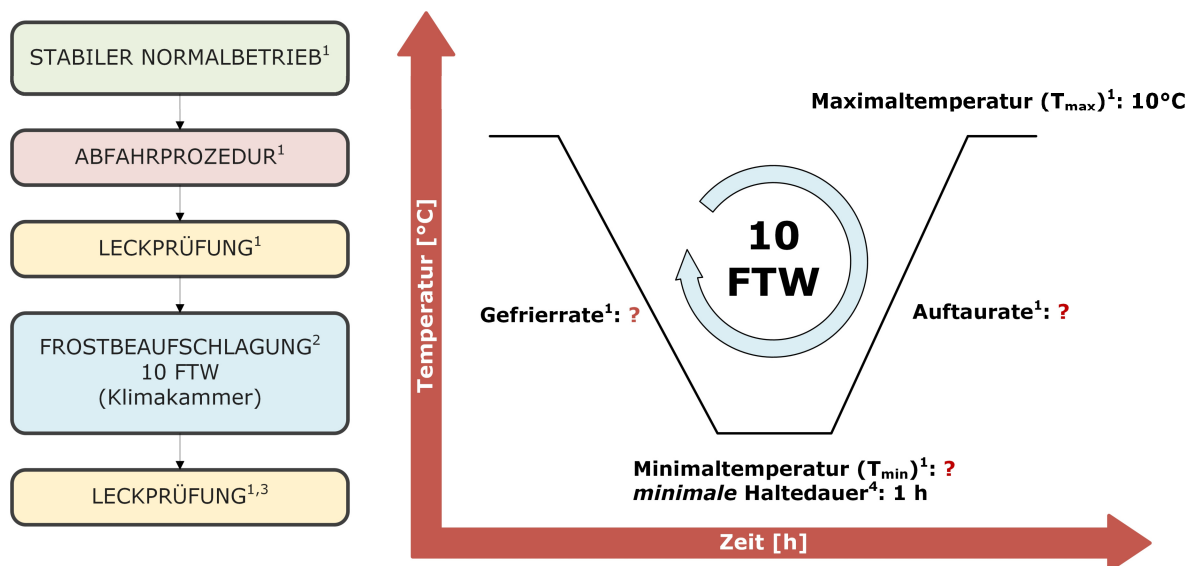 STABILER NORMALBETRIEB¹
ABFAHRPROZEDUR¹
LECKPRÜFUNG¹
FROSTBEAUFSCHLAGUNG²
10 FTW
(Klimakammer)
LECKPRÜFUNG¹,³
Temperatur [°C]
Maximaltemperatur (Tmax)¹: 10°C
10
FTW
Gefrierrate¹: ?
Auftaurate¹: ?
Minimaltemperatur (Tmin)¹: ?
minimale Haltedauer⁴: 1 h
Zeit [h]